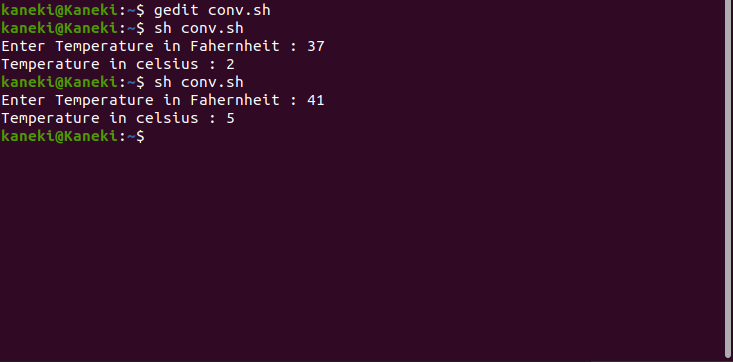 kaneki@Kaneki:~$ gedit conv.sh
kaneki@Kaneki:~$ sh conv.sh
Enter Temperature in Fahernheit : 37
Temperature in celsius : 2
kaneki@Kaneki:~$ sh conv.sh
Enter Temperature in Fahernheit : 41
Temperature in celsius : 5
kaneki@Kaneki:~$